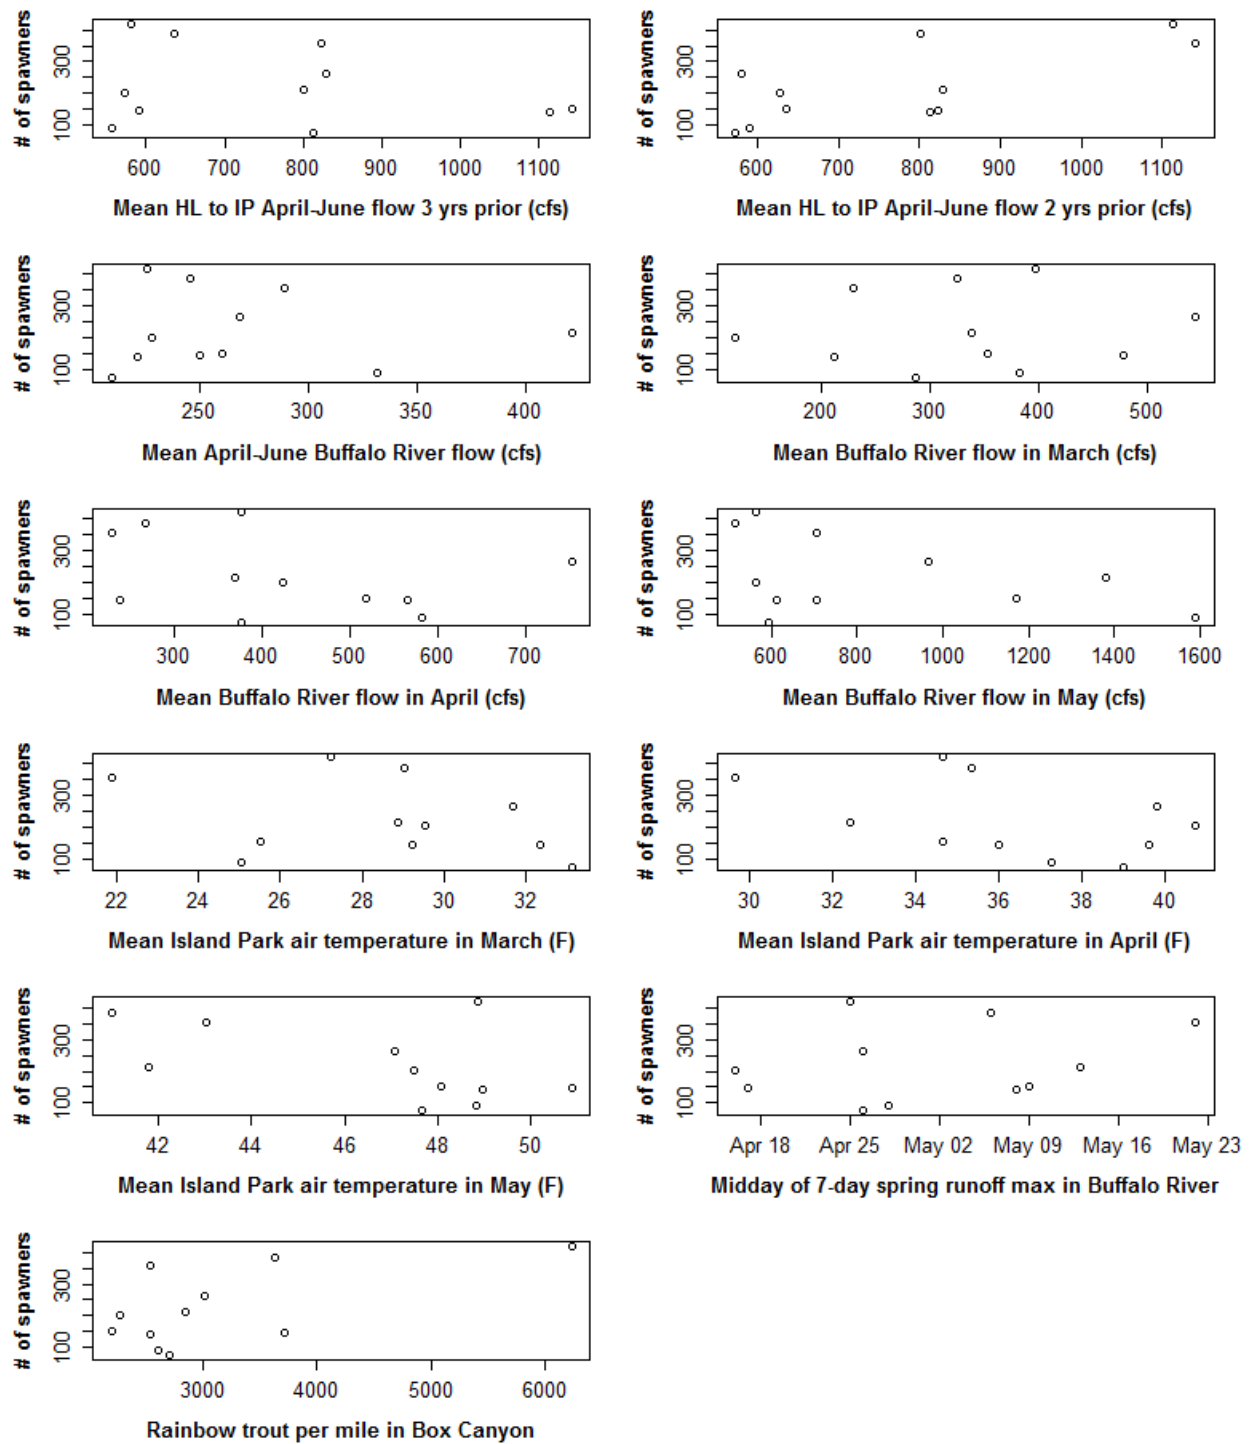 # of spawners
100 300
600 700 800 900 1000 1100
Mean HL to IP April-June flow 3 yrs prior (cfs)
# of spawners
100 300
600 700 800 900 1000 1100
Mean HL to IP April-June flow 2 yrs prior (cfs)
# of spawners
100 300
250 300 350 400
Mean April-June Buffalo River flow (cfs)
# of spawners
100 300
200 300 400 500
Mean Buffalo River flow in March (cfs)
# of spawners
100 300
300 400 500 600 700
Mean Buffalo River flow in April (cfs)
# of spawners
100 300
600 800 1000 1200 1400 1600
Mean Buffalo River flow in May (cfs)
# of spawners
100 300
22 24 26 28 30 32
Mean Island Park air temperature in March (F)
# of spawners
100 300
30 32 34 36 38 40
Mean Island Park air temperature in April (F)
# of spawners
100 300
42 44 46 48 50
Mean Island Park air temperature in May (F)
# of spawners
100 300
Apr 18 Apr 25 May 02 May 09 May 16 May 23
Midday of 7-day spring runoff max in Buffalo River
# of spawners
100 300
3000 4000 5000 6000
Rainbow trout per mile in Box Canyon